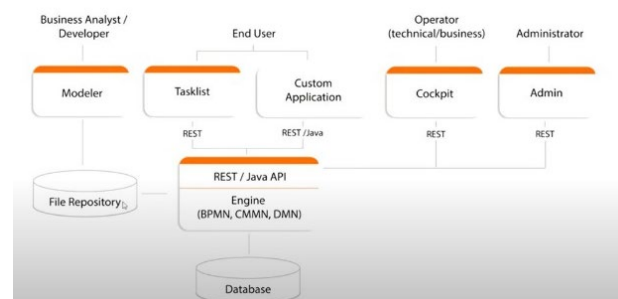 Business Analyst /
Developer
End User
Operator
(technical/business)
Administrator
Modeler
Tasklist
Custom
Application
Cockpit
Admin
REST
REST /Java
REST
REST
REST / Java API
Engine
(BPMN, CMMN, DMN)
File Repository
Database